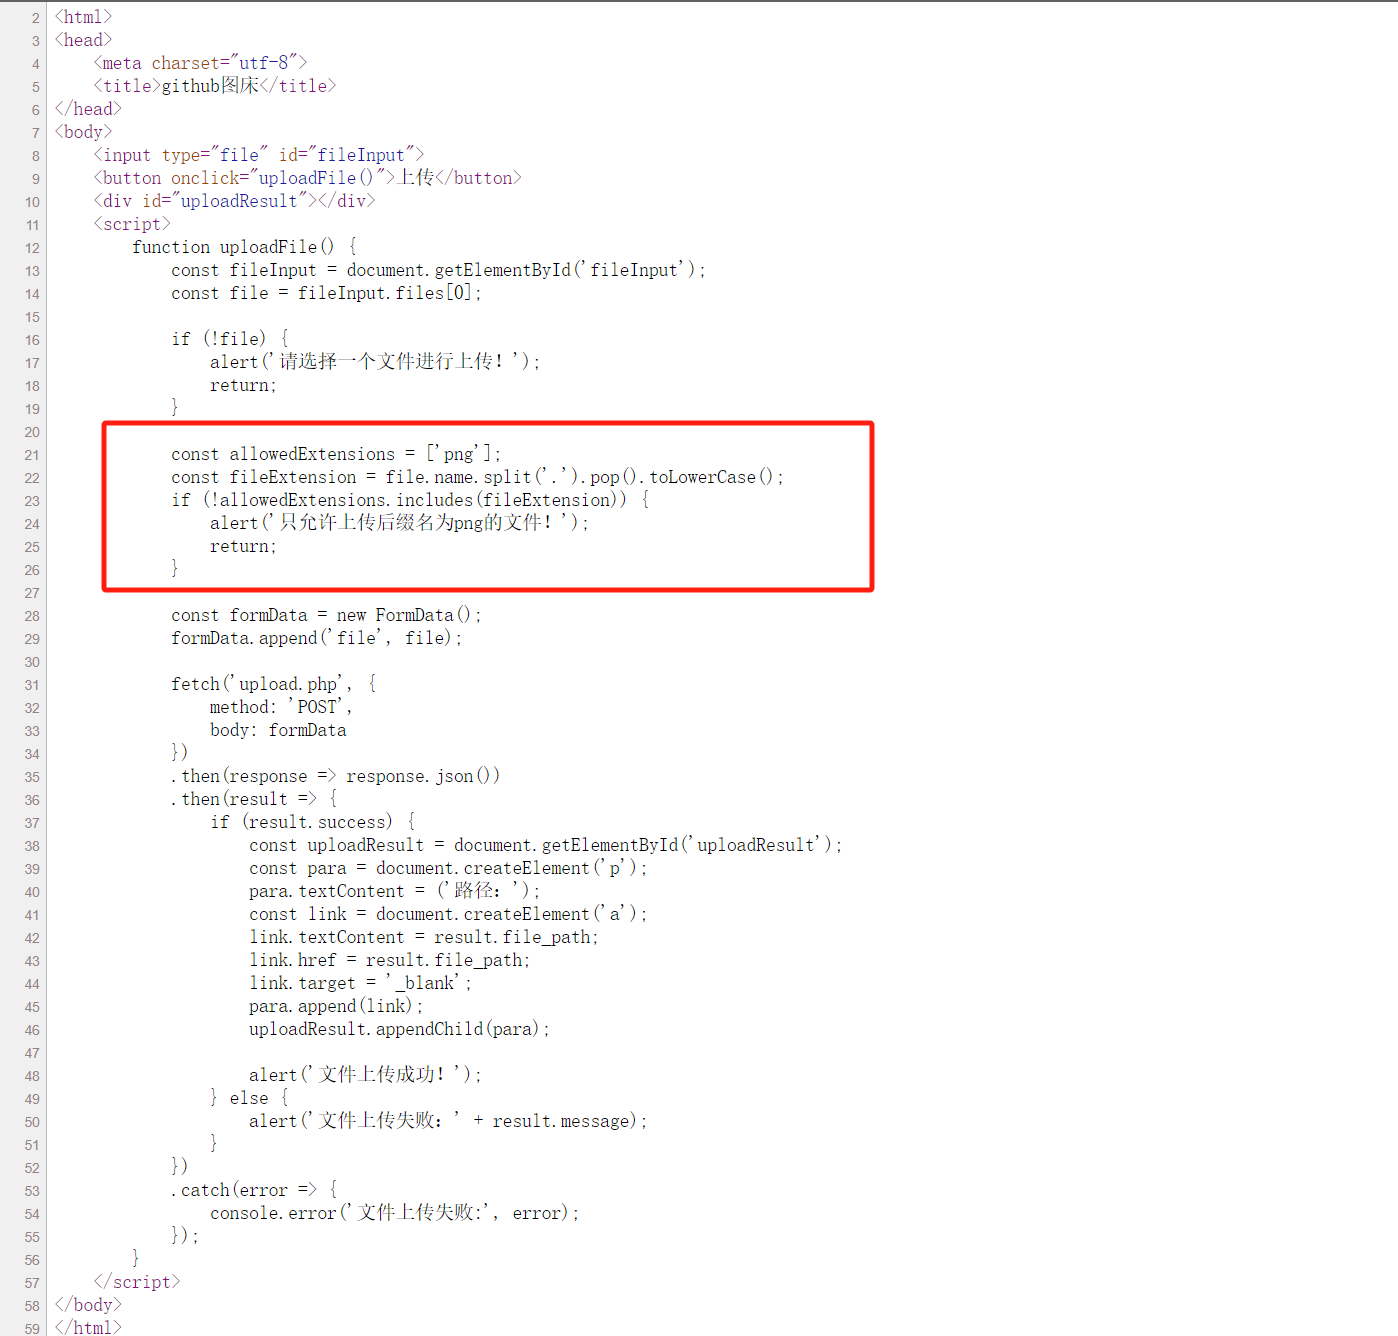 2 <html>
3 <head>
4     <meta charset="utf-8">
5     <title>github图床</title>
6 </head>
7 <body>
8     <input type="file" id="fileInput">
9     <button onclick="uploadFile()">上传</button>
10     <div id="uploadResult"></div>
11     <script>
12         function uploadFile() {
13             const fileInput = document.getElementById('fileInput');
14             const file = fileInput.files[0];
15
16             if (!file) {
17                 alert('请选择一个文件进行上传！');
18                 return;
19             }
20
21             const allowedExtensions = ['png'];
22             const fileExtension = file.name.split('.').pop().toLowerCase();
23             if (!allowedExtensions.includes(fileExtension)) {
24                 alert('只允许上传后缀名为png的文件！');
25                 return;
26             }
27
28             const formData = new FormData();
29             formData.append('file', file);
30
31             fetch('upload.php', {
32                 method: 'POST',
33                 body: formData
34             })
35             .then(response => response.json())
36             .then(result => {
37                 if (result.success) {
38                     const uploadResult = document.getElementById('uploadResult');
39                     const para = document.createElement('p');
40                     para.textContent = ('路径：');
41                     const link = document.createElement('a');
42                     link.textContent = result.file_path;
43                     link.href = result.file_path;
44                     link.target = '_blank';
45                     para.append(link);
46                     uploadResult.appendChild(para);
47
48                     alert('文件上传成功！');
49                 } else {
50                     alert('文件上传失败：' + result.message);
51                 }
52             })
53             .catch(error => {
54                 console.error('文件上传失败:', error);
55             });
56         }
57     </script>
58 </body>
59 </html>